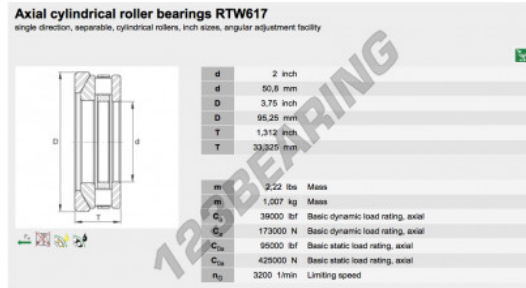 Axial cylindrical roller bearings RTW617
single direction, separable, cylindrical rollers, inch sizes, angular adjustment facility
d 2 inch
d 50,8 mm
D 3,75 inch
D 95,25 mm
T 1,312 inch
T 33,325 mm
D d
T
m 2,22 lbs Mass
m 1,007 kg Mass
Ca 39000 lbf Basic dynamic load rating, axial
Ca 173000 N Basic dynamic load rating, axial
C0a 95000 lbf Basic static load rating, axial
C0a 425000 N Basic static load rating, axial
nG 3200 1/min Limiting speed
123BEARING